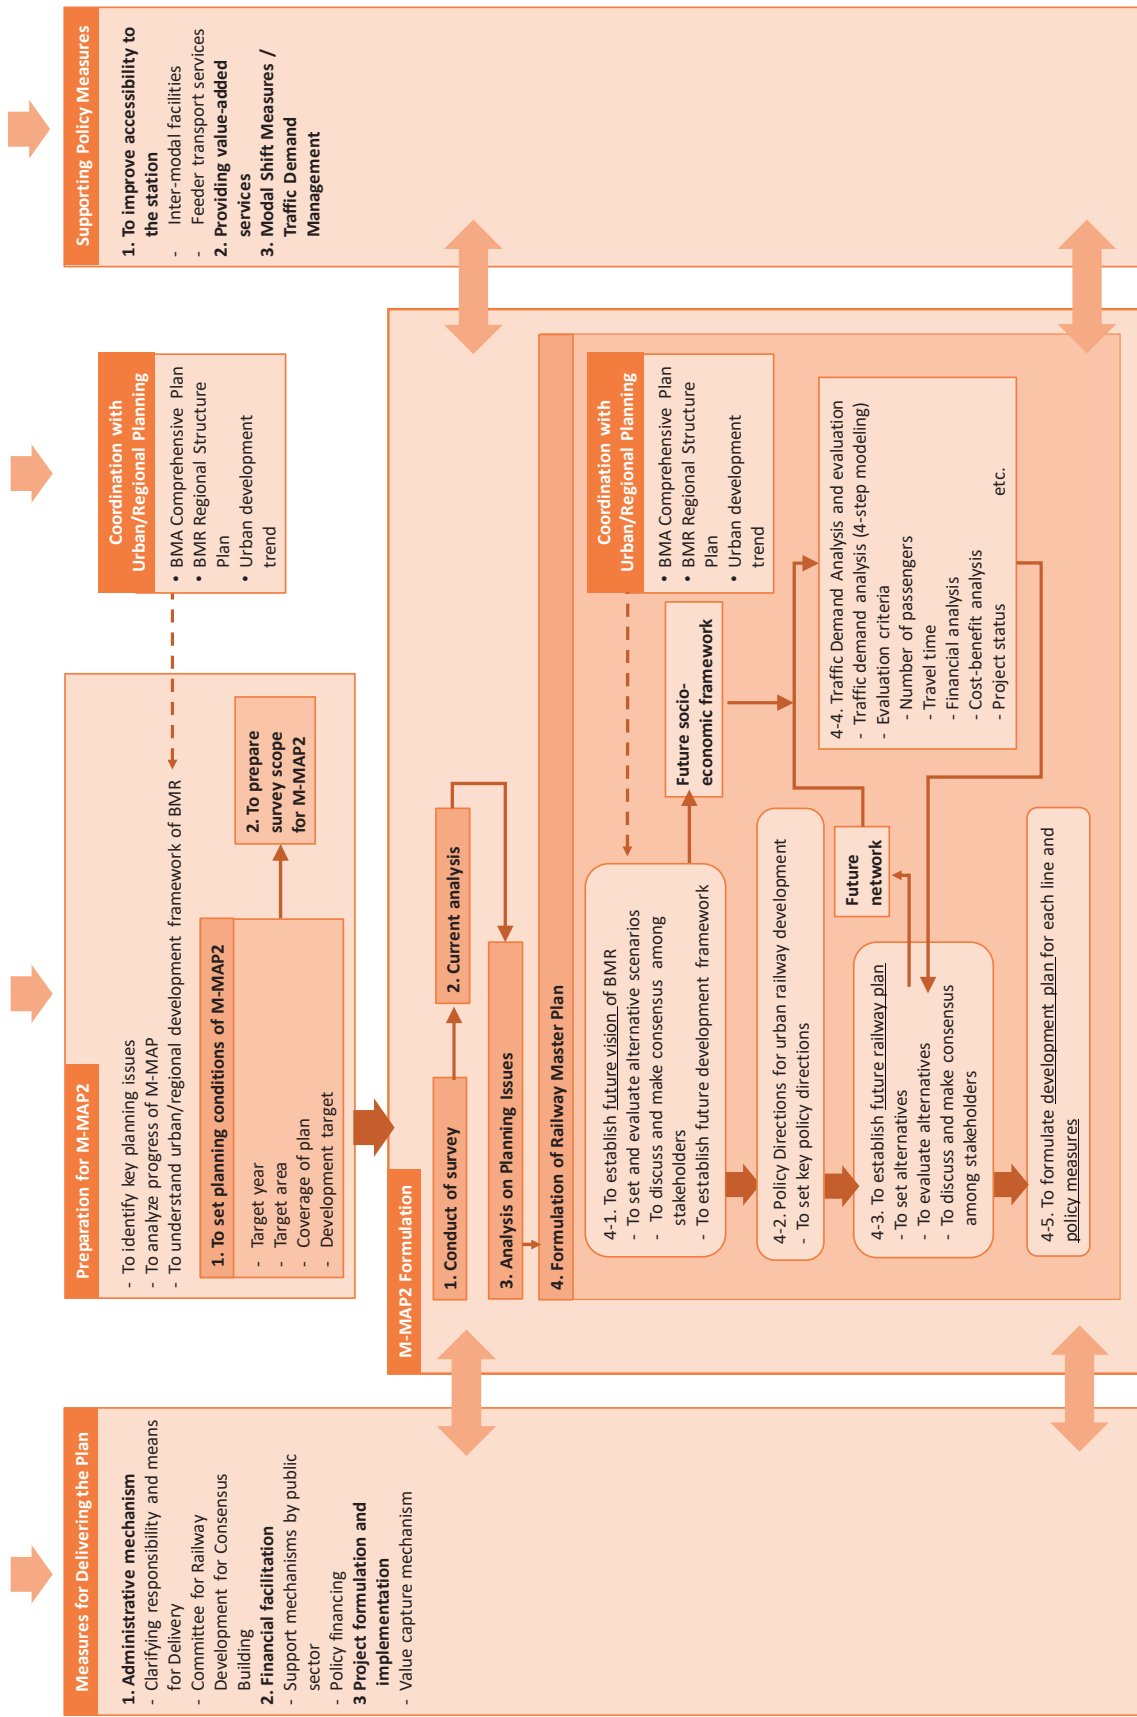 Measures for Delivering the Plan
1. Administrative mechanism
- Clarifying responsibility and means
for Delivery
- Committee for Railway
Development for Consensus
Building
2. Financial facilitation
- Support mechanisms by public
sector
- Policy financing
3 Project formulation and
implementation
- Value capture mechanism
Preparation for M-MAP2
- To identify key planning issues
- To analyze progress of M-MAP
- To understand urban/regional development framework of BMR
1. To set planning conditions of M-MAP2
- Target year
- Target area
- Coverage of plan
- Development target
2. To prepare
survey scope
for M-MAP2
Coordination with
Urban/Regional Planning
• BMA Comprehensive Plan
• BMR Regional Structure
Plan
• Urban development
trend
M-MAP2 Formulation
1. Conduct of survey
2. Current analysis
3. Analysis on Planning Issues
4. Formulation of Railway Master Plan
4-1. To establish future vision of BMR
- To set and evaluate alternative scenarios
- To discuss and make consensus among
stakeholders
- To establish future development framework
Coordination with
Urban/Regional Planning
• BMA Comprehensive Plan
• BMR Regional Structure
Plan
• Urban development
trend
Future socio-
economic framework
4-2. Policy Directions for urban railway development
- To set key policy directions
4-3. To establish future railway plan
- To set alternatives
- To evaluate alternatives
- To discuss and make consensus
among stakeholders
Future
network
4-4. Traffic Demand Analysis and evaluation
- Traffic demand analysis (4-step modeling)
- Evaluation criteria
- Number of passengers
- Travel time
- Financial analysis
- Cost-benefit analysis
- Project status etc.
4-5. To formulate development plan for each line and
policy measures
Supporting Policy Measures
1. To improve accessibility to
the station
- Inter-modal facilities
- Feeder transport services
2. Providing value-added
services
3. Modal Shift Measures /
Traffic Demand
Management